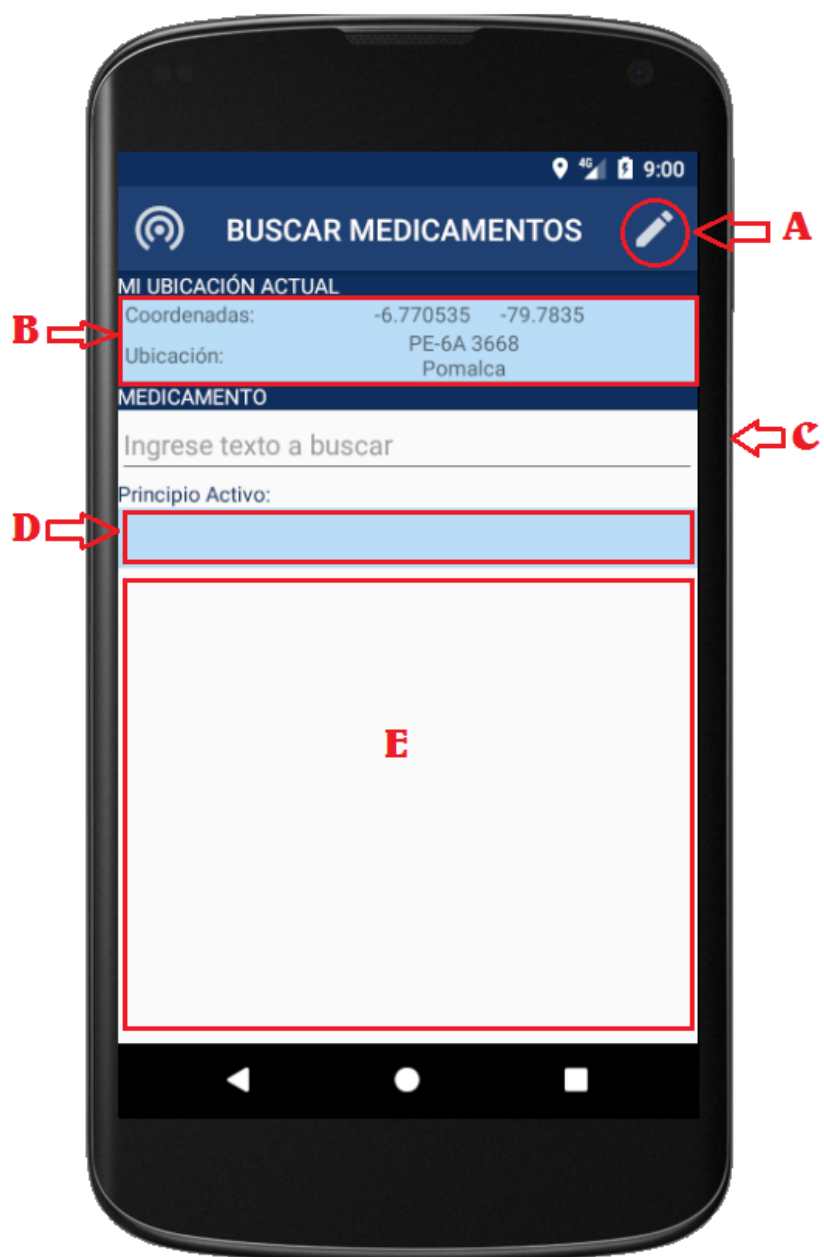 4G 9:00
BUSCAR MEDICAMENTOS
A
MI UBICACIÓN ACTUAL
B
Coordenadas: -6.770535 -79.7835
Ubicación: PE-6A 3668
Pomalca
MEDICAMENTO
Ingrese texto a buscar
C
Principio Activo:
D
E